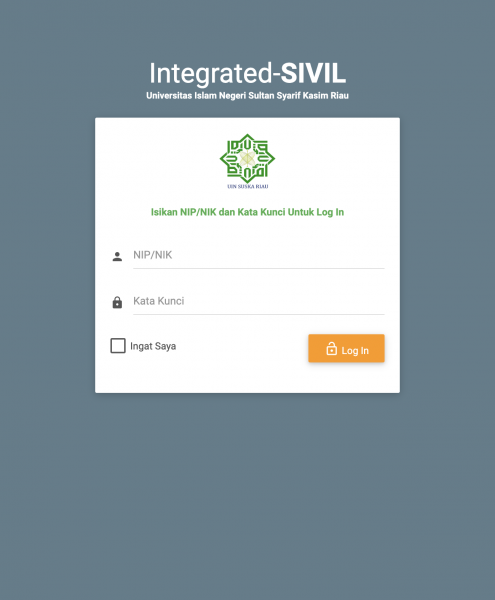 Integrated-SIVIL
Universitas Islam Negeri Sultan Syarif Kasim Riau
UIN SUSKA RIAU
Isikan NIP/NIK dan Kata Kunci Untuk Log In
NIP/NIK
Kata Kunci
Ingat Saya
Log In